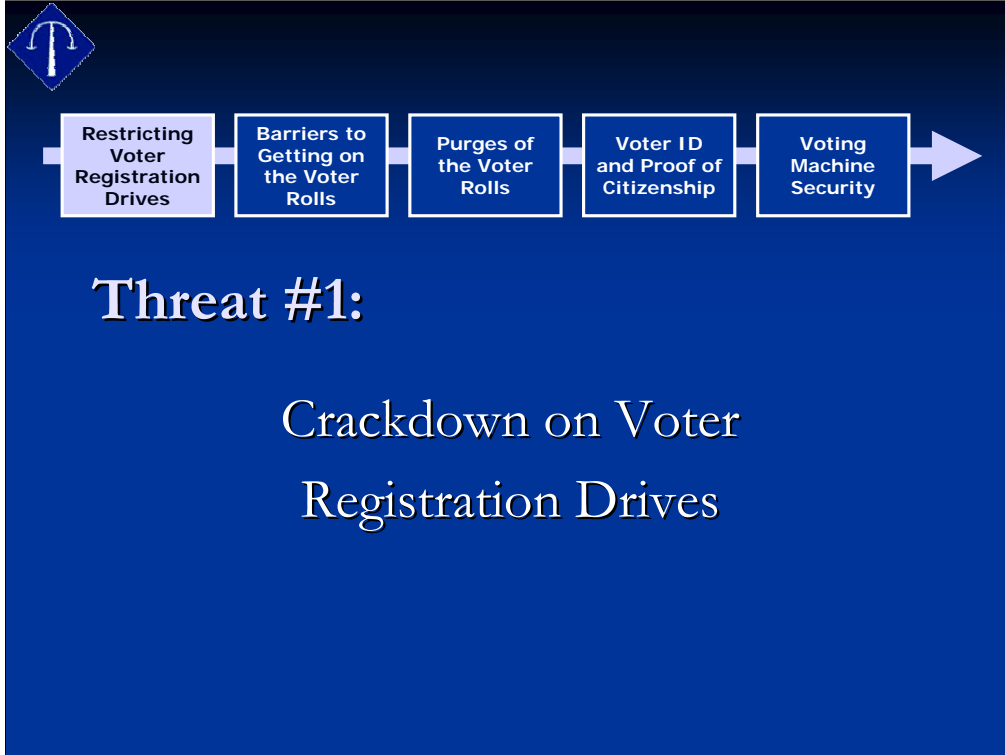 Restricting
Voter
Registration
Drives
Barriers to
Getting on
the Voter
Rolls
Purges of
the Voter
Rolls
Voter ID
and Proof of
Citizenship
Voting
Machine
Security
Threat #1:
Crackdown on Voter
Registration Drives